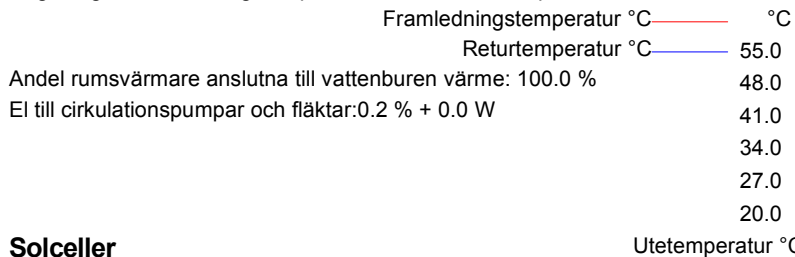 Framledningstemperatur °C °C
Returtemperatur °C 55.0
Andel rumsvärmare anslutna till vattenburen värme: 100.0 % 48.0
El till cirkulationspumpar och fläktar:0.2 % + 0.0 W 41.0
34.0
27.0
20.0
Solceller Utetemperatur °C